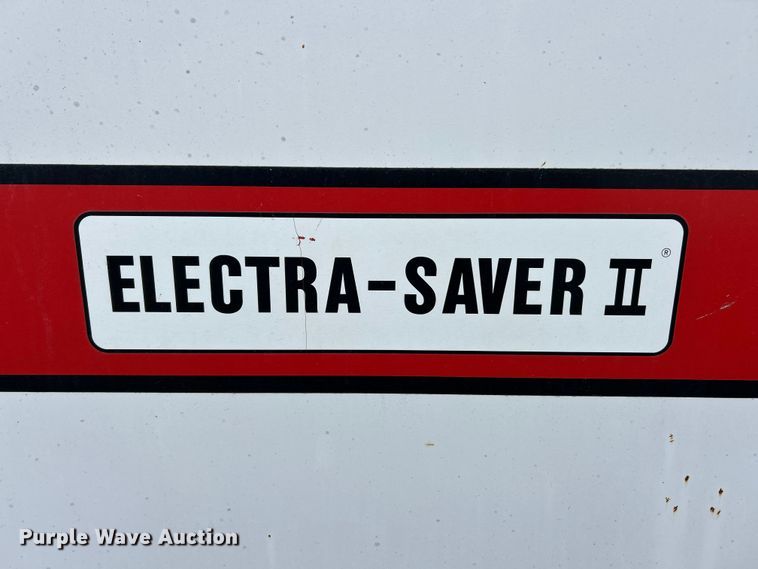 ELECTRA-SAVER II ®
Purple Wave Auction